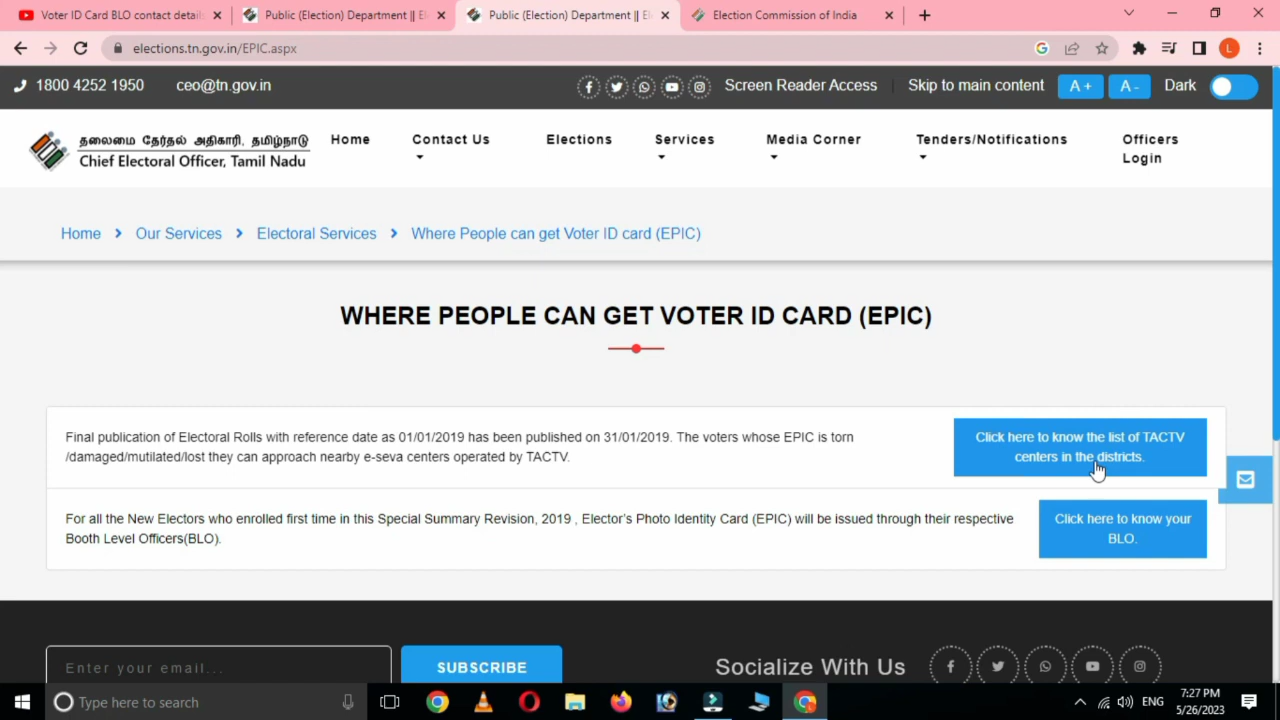 Voter ID Card BLO contact details
Public (Election) Department || El
Public (Election) Department || El
Election Commission of India
elections.tn.gov.in/EPIC.aspx
L
1800 4252 1950
ceo@tn.gov.in
Screen Reader Access
Skip to main content
A +
A -
Dark
தலைமை தேர்தல் அதிகாரி, தமிழ்நாடு
Chief Electoral Officer, Tamil Nadu
Home
Contact Us
Elections
Services
Media Corner
Tenders/Notifications
Officers
Login
Home
Our Services
Electoral Services
Where People can get Voter ID card (EPIC)
WHERE PEOPLE CAN GET VOTER ID CARD (EPIC)
Final publication of Electoral Rolls with reference date as 01/01/2019 has been published on 31/01/2019. The voters whose EPIC is torn
/damaged/mutilated/lost they can approach nearby e-seva centers operated by TACTV.
Click here to know the list of TACTV
centers in the districts.
For all the New Electors who enrolled first time in this Special Summary Revision, 2019 , Elector's Photo Identity Card (EPIC) will be issued through their respective
Booth Level Officers(BLO).
Click here to know your
BLO.
Enter your email...
SUBSCRIBE
Socialize With Us
Type here to search
ENG
7:27 PM
5/26/2023